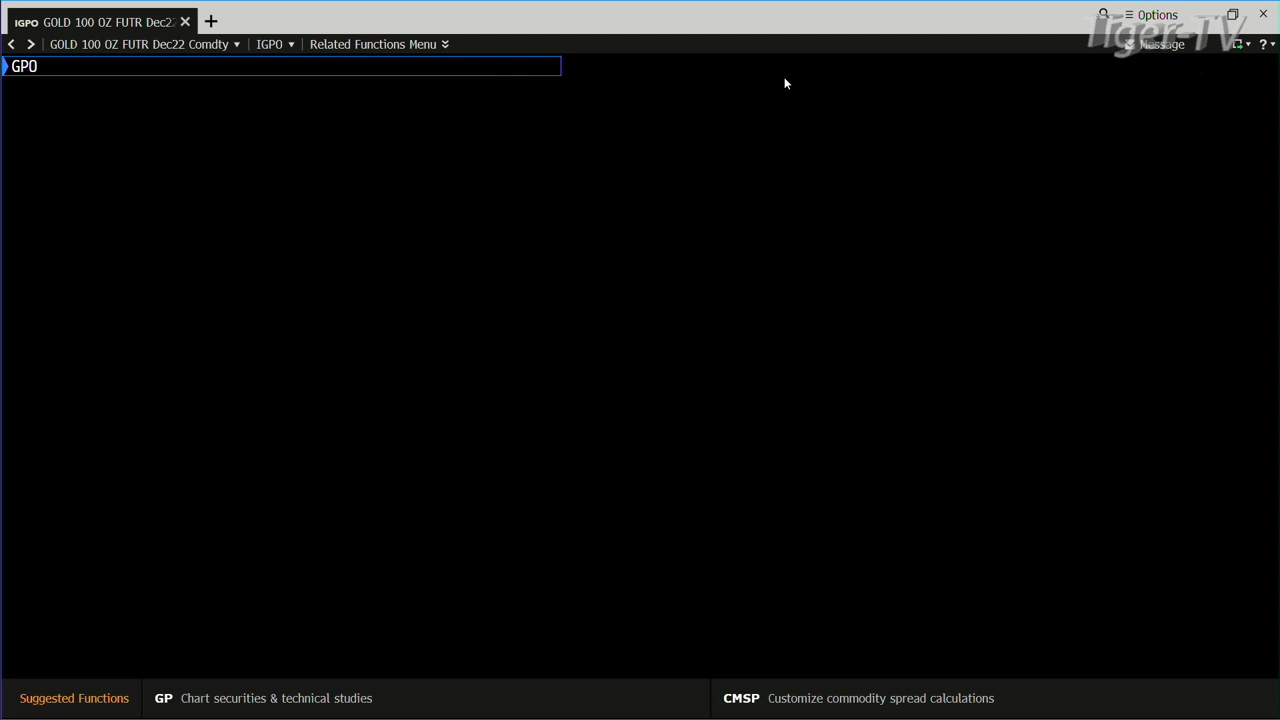 IGPO GOLD 100 OZ FUTR Dec22
Options
Tiger-TV
GOLD 100 OZ FUTR Dec22 Comdty
IGPO
Related Functions Menu
Message
?
GPO
Suggested Functions
GP Chart securities & technical studies
CMSP Customize commodity spread calculations